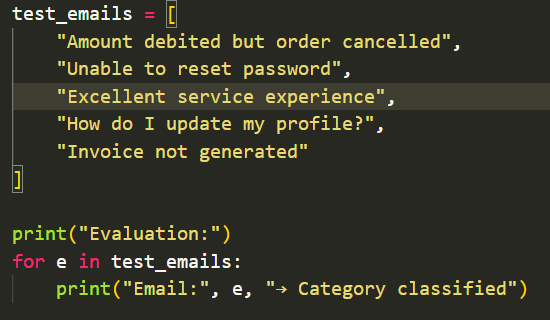 test_emails = [
    "Amount debited but order cancelled",
    "Unable to reset password",
    "Excellent service experience",
    "How do I update my profile?",
    "Invoice not generated"
]
print("Evaluation:")
for e in test_emails:
    print("Email:", e, "→ Category classified")